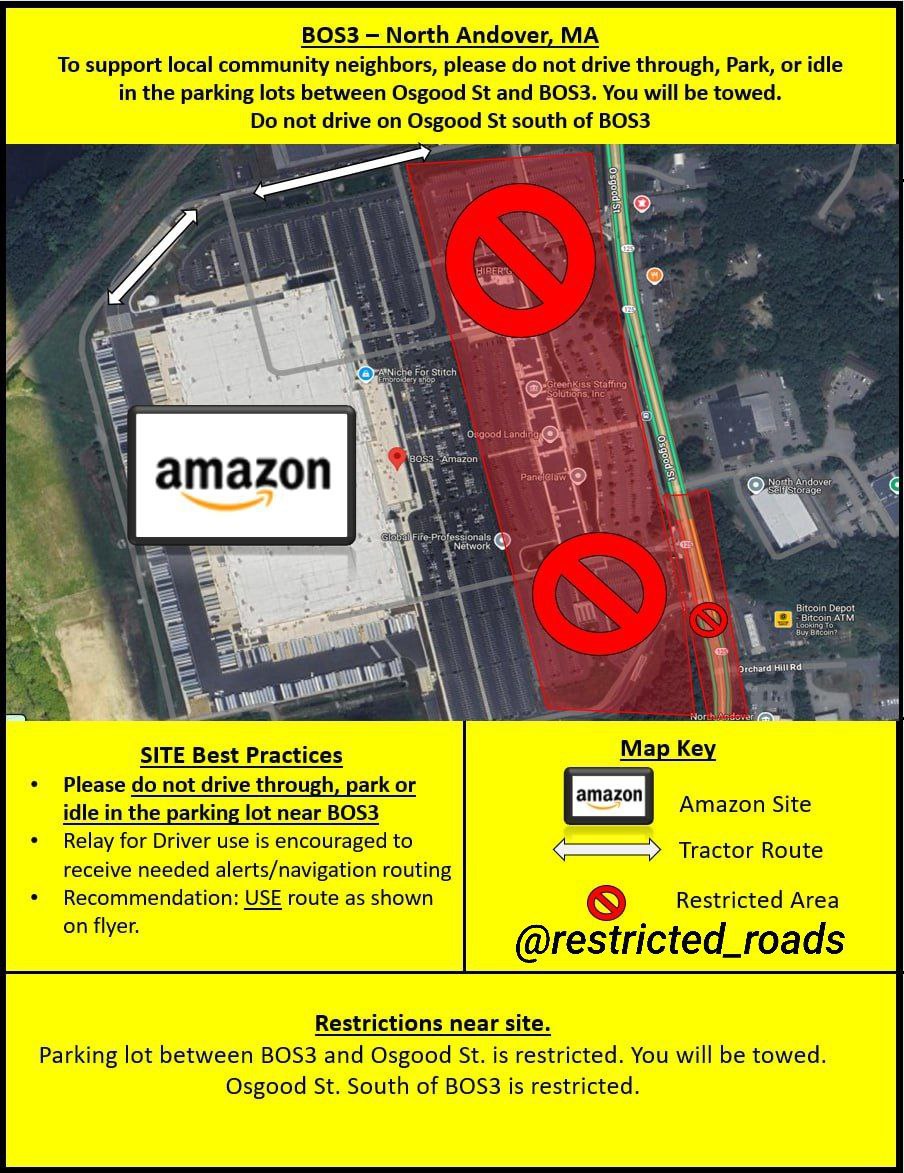 BOS3 – North Andover, MA
To support local community neighbors, please do not drive through, Park, or idle
in the parking lots between Osgood St and BOS3. You will be towed.
Do not drive on Osgood St south of BOS3
Osgood St
125
125
HIPER G
A Niche For Stitch
Embroidery shop
GreenKiss Staffing
Solutions, Inc
Osgood Landing
Osgood St
amazon
BOS3 - Amazon
PanelClaw
North Andover
Self Storage
Global Fire Professionals
Network
125
Bitcoin Depot
- Bitcoin ATM
Looking To
Buy Bitcoin?
125
Orchard Hill Rd
North Andover
SITE Best Practices
• Please do not drive through, park or
idle in the parking lot near BOS3
• Relay for Driver use is encouraged to
receive needed alerts/navigation routing
• Recommendation: USE route as shown
on flyer.
Map Key
amazon
Amazon Site
Tractor Route
Restricted Area
@restricted_roads
Restrictions near site.
Parking lot between BOS3 and Osgood St. is restricted. You will be towed.
Osgood St. South of BOS3 is restricted.